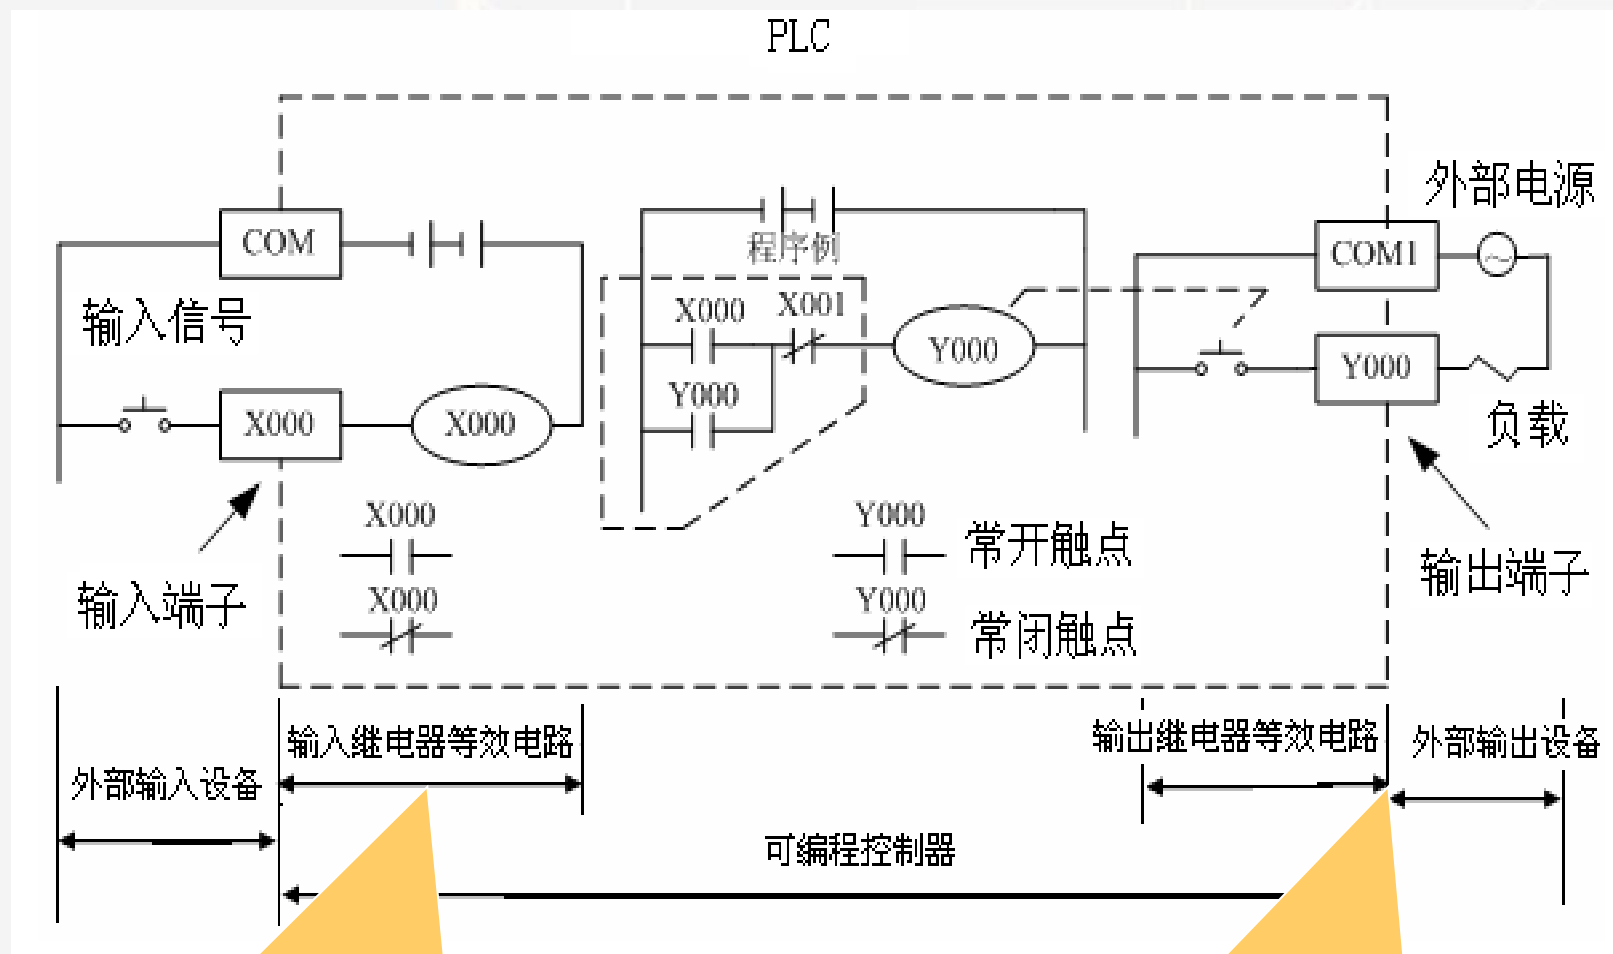 PLC
外部电源
COM
程序例
COM1
输入信号
X000
X001
Y000
Y000
Y000
X000
X000
负载
X000
Y000
常开触点
输出端子
输入端子
X000
Y000
常闭触点
输入继电器等效电路
输出继电器等效电路
外部输出设备
外部输入设备
可编程控制器